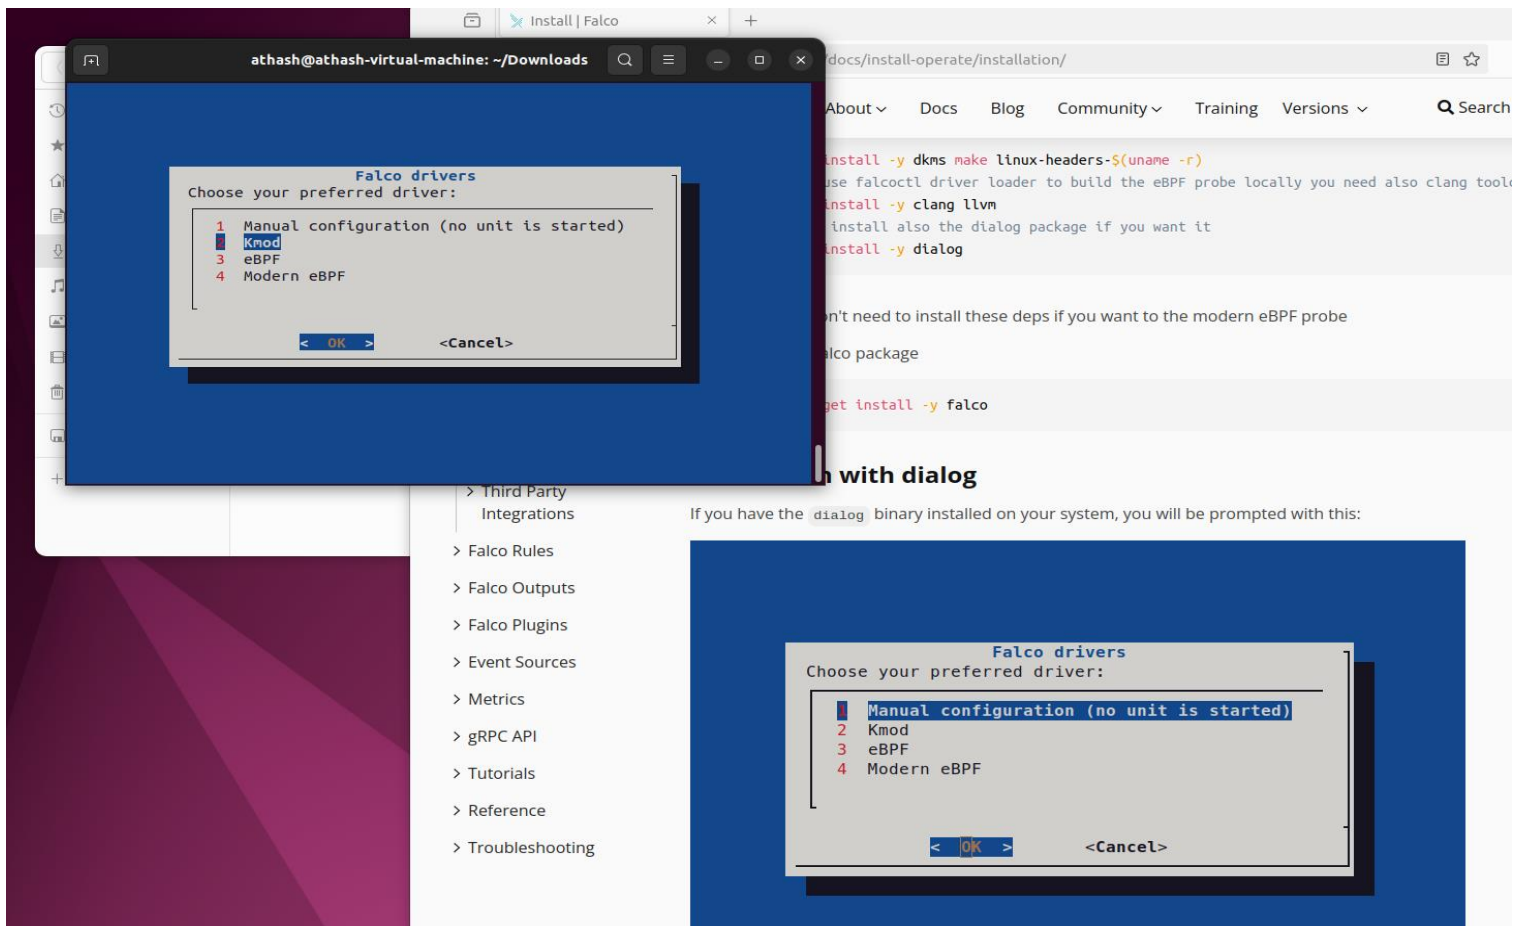 Install | Falco
athash@athash-virtual-machine: ~/Downloads
/docs/install-operate/installation/
About Docs Blog Community Training Versions Search
Falco drivers
Choose your preferred driver:
1 Manual configuration (no unit is started)
2 Kmod
3 eBPF
4 Modern eBPF
< OK > <Cancel>
install -y dkms make linux-headers-$(uname -r)
use falcoctl driver loader to build the eBPF probe locally you need also clang
install -y clang llvm
install also the dialog package if you want it
install -y dialog
need to install these deps if you want to the modern eBPF probe
package
get install -y falco
with dialog
If you have the dialog binary installed on your system, you will be prompted with this:
> Third Party
Integrations
> Falco Rules
> Falco Outputs
> Falco Plugins
> Event Sources
> Metrics
> gRPC API
> Tutorials
> Reference
> Troubleshooting
Falco drivers
Choose your preferred driver:
1 Manual configuration (no unit is started)
2 Kmod
3 eBPF
4 Modern eBPF
< OK > <Cancel>